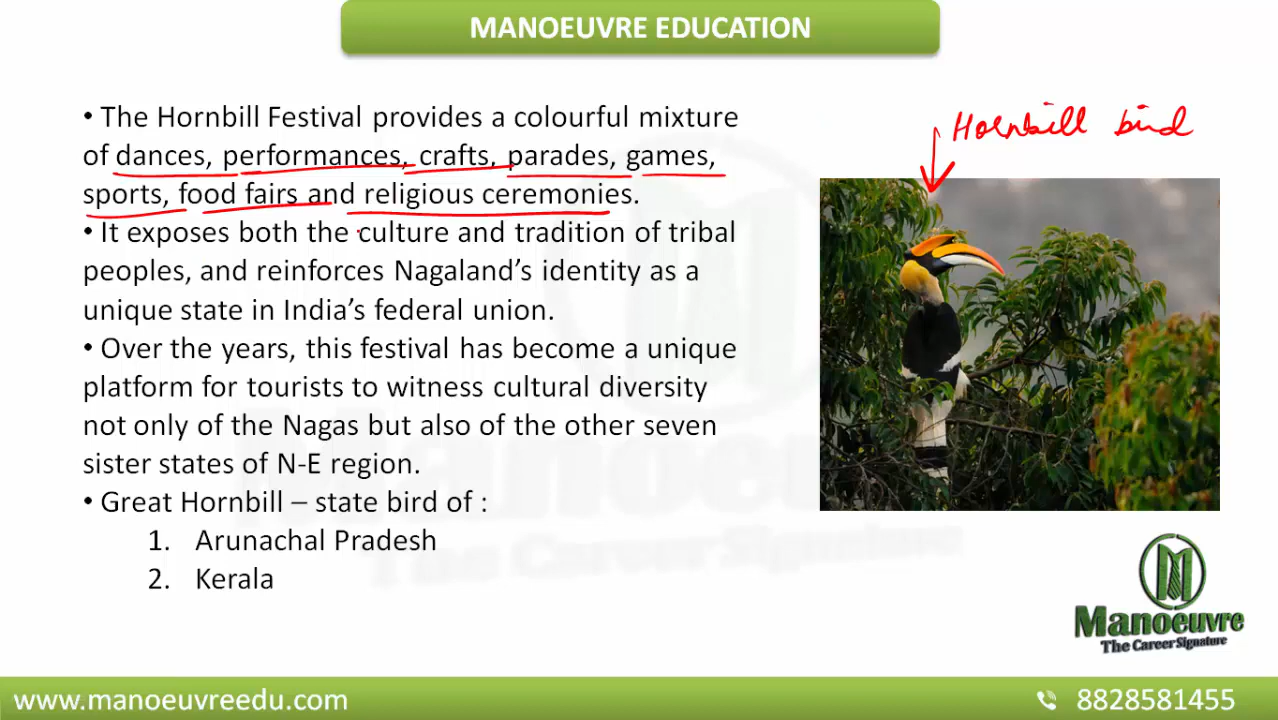 MANOEUVRE EDUCATION
• The Hornbill Festival provides a colourful mixture
of dances, performances, crafts, parades, games,
sports, food fairs and religious ceremonies.
• It exposes both the culture and tradition of tribal
peoples, and reinforces Nagaland's identity as a
unique state in India's federal union.
• Over the years, this festival has become a unique
platform for tourists to witness cultural diversity
not only of the Nagas but also of the other seven
sister states of N-E region.
• Great Hornbill – state bird of :
1. Arunachal Pradesh
2. Kerala
Hornbill bird
Manoeuvre
The Career Signature
Manoeuvre
The Career Signature
www.manoeuvreedu.com
8828581455